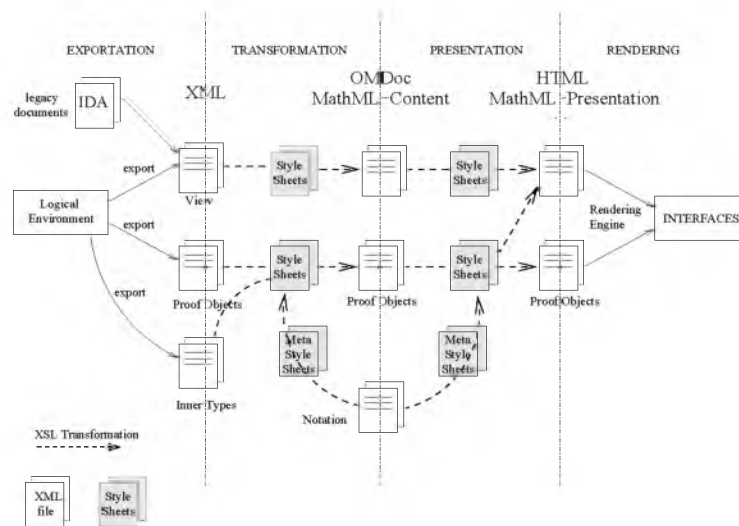 EXPORTATION
TRANSFORMATION
PRESENTATION
RENDERING
XML
OMDoc
MathML-Content
HTML
MathML-Presentation
legacy
documents
IDA
export
View
Style
Sheets
Style
Sheets
Logical
Environment
export
Rendering
Engine
INTERFACES
Proof Objects
Style
Sheets
Proof Objects
Style
Sheets
Proof Objects
export
Inner Types
Meta
Style
Sheets
Notation
Meta
Style
Sheets
XSL Transformation
XML
file
Style
Sheets